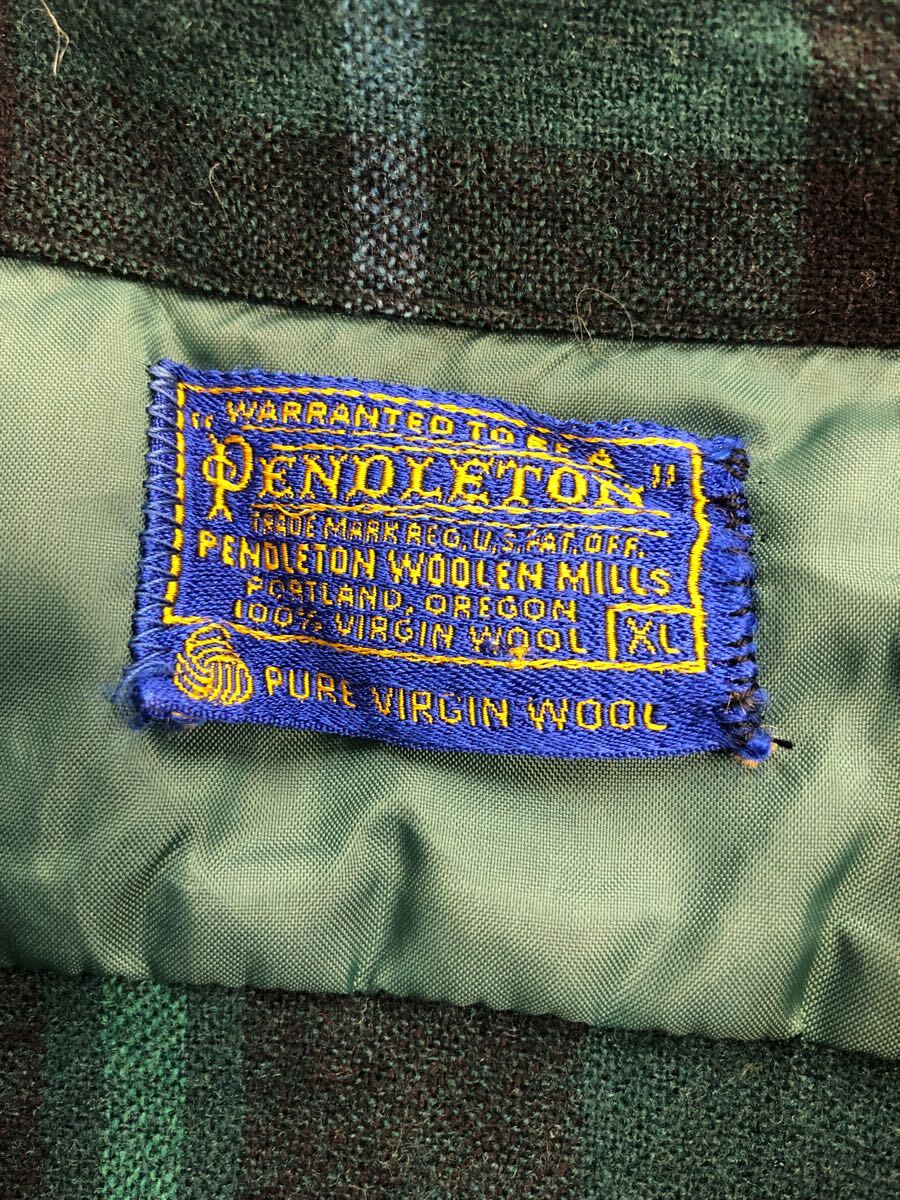 "WARRANTED TO BE A
PENDLETON"
TRADE MARK REG. U.S. PAT. OFF.
PENDLETON WOOLEN MILLS
PORTLAND, OREGON
100% VIRGIN WOOL XL
PURE VIRGIN WOOL